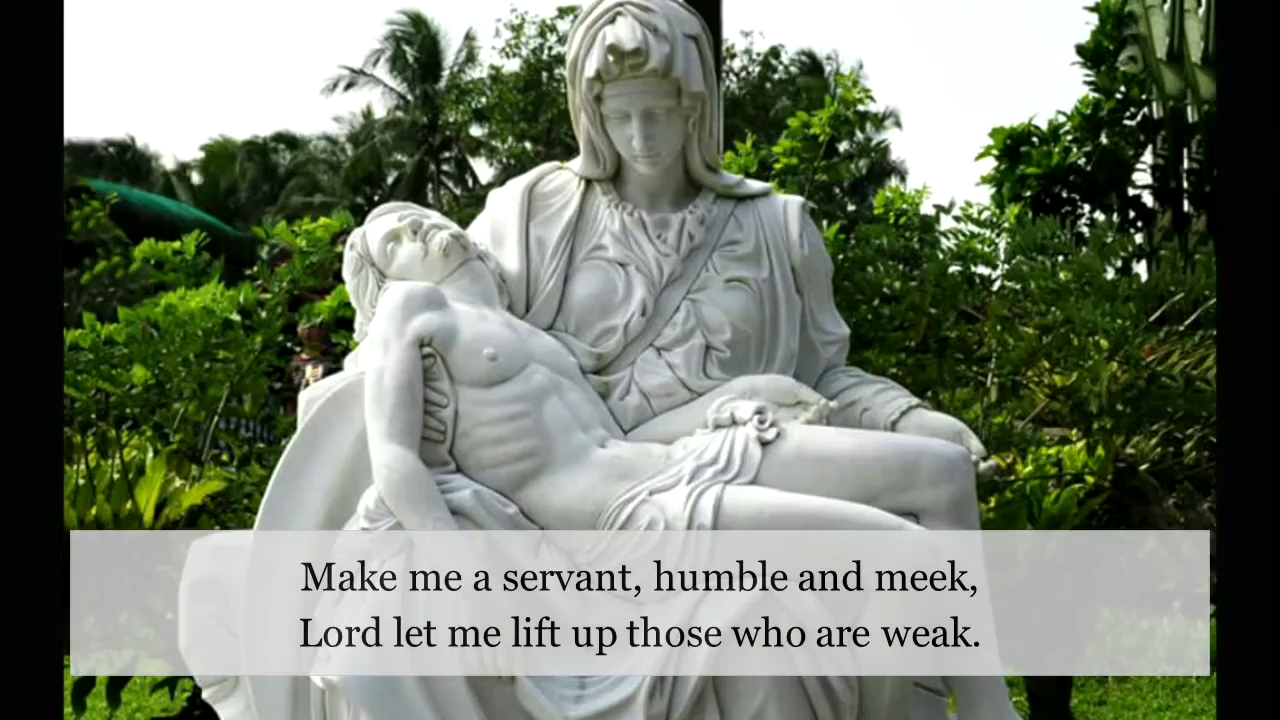 Make me a servant, humble and meek,
Lord let me lift up those who are weak.